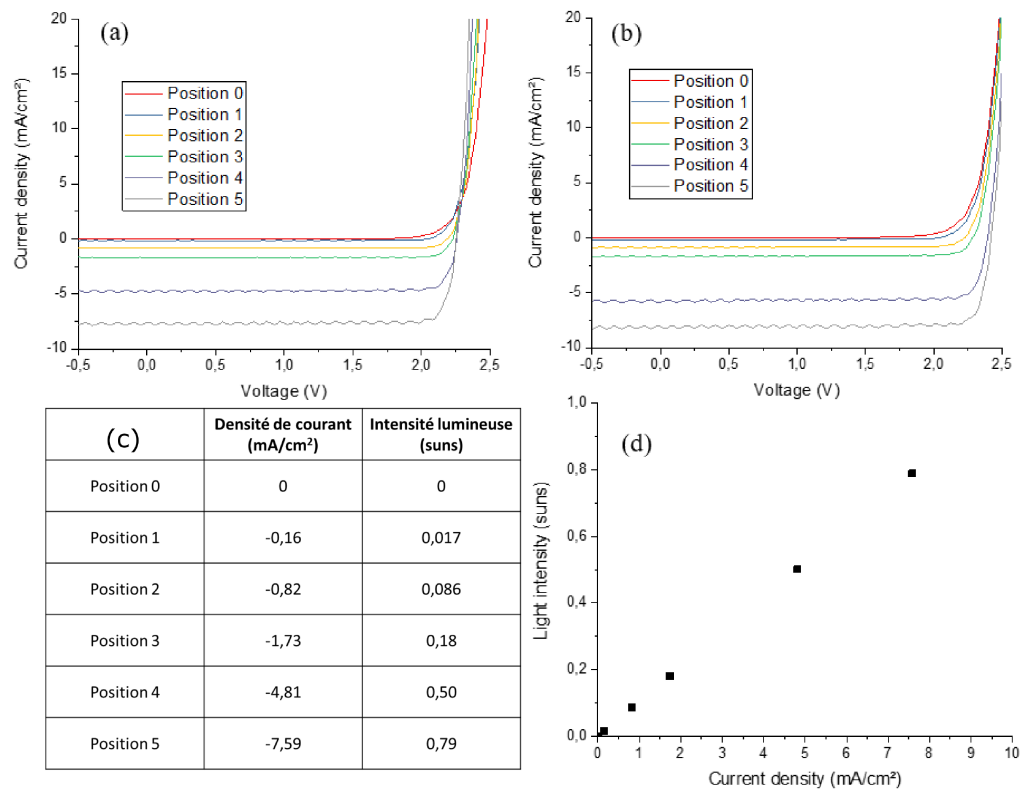 (a)
20
15
10
5
0
-5
-10
Current density (mA/cm²)
Position 0
Position 1
Position 2
Position 3
Position 4
Position 5
-0,5 0,0 0,5 1,0 1,5 2,0 2,5
Voltage (V)
(b)
20
15
10
5
0
-5
-10
Current density (mA/cm²)
Position 0
Position 1
Position 2
Position 3
Position 4
Position 5
-0,5 0,0 0,5 1,0 1,5 2,0 2,5
Voltage (V)
(c) Densité de courant (mA/cm²) Intensité lumineuse (suns)
Position 0 0 0
Position 1 -0,16 0,017
Position 2 -0,82 0,086
Position 3 -1,73 0,18
Position 4 -4,81 0,50
Position 5 -7,59 0,79
(d)
1,0
0,8
0,6
0,4
0,2
0,0
Light intensity (suns)
0 1 2 3 4 5 6 7 8 9 10
Current density (mA/cm²)